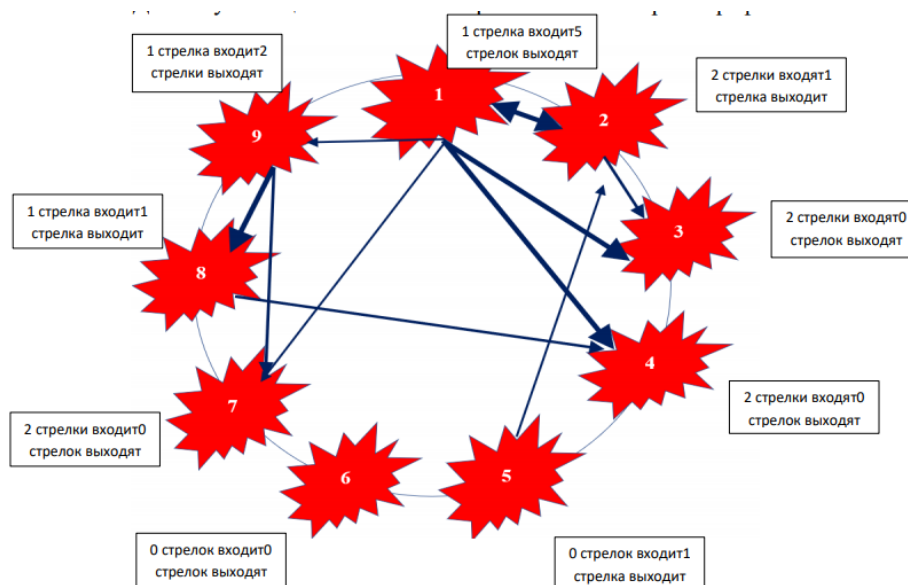 1 стрелка входит5
стрелок выходят
1 стрелка входит2
стрелки выходят
2 стрелки входят1
стрелка выходит
1
2
9
1 стрелка входит1
стрелка выходит
2 стрелки входят0
стрелок выходят
3
8
4
7
2 стрелки входит0
стрелок выходят
2 стрелки входят0
стрелок выходят
6
5
0 стрелок входит0
стрелок выходят
0 стрелок входит1
стрелка выходит